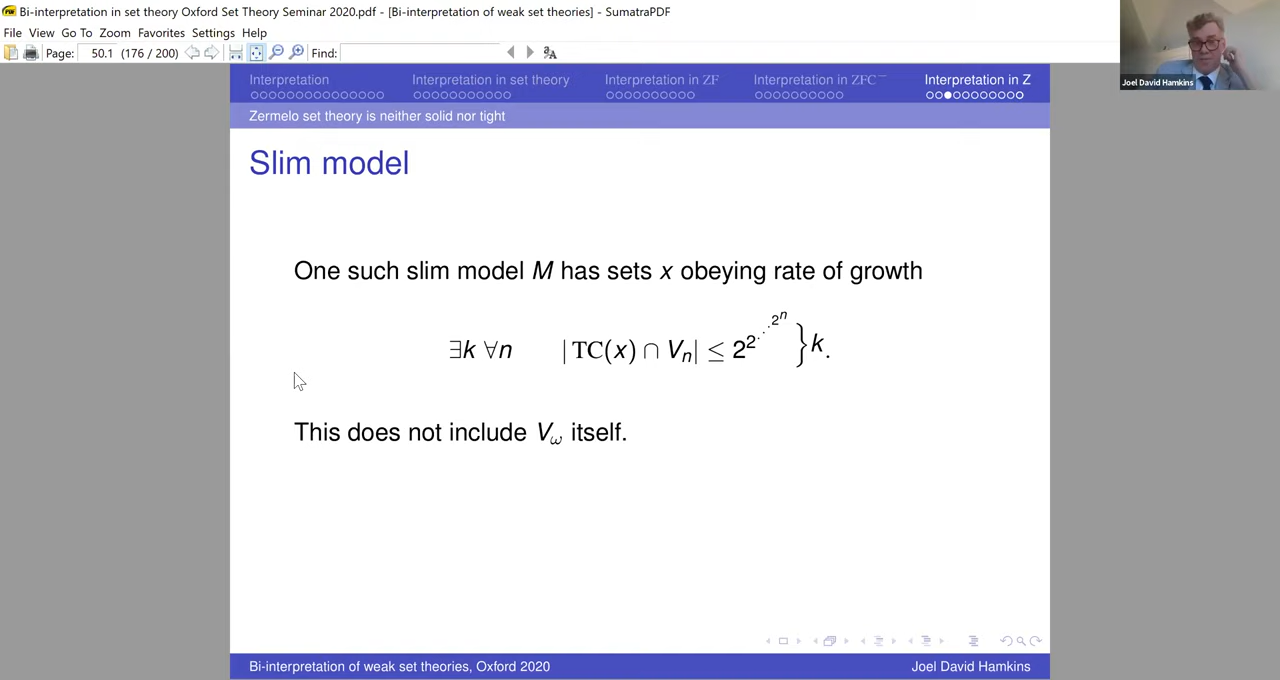 Bi-interpretation in set theory Oxford Set Theory Seminar 2020.pdf - [Bi-interpretation of weak set theories] - SumatraPDF
File View Go To Zoom Favorites Settings Help
Page: 50.1 (176 / 200) Find:
Joel David Hamkins
Interpretation Interpretation in set theory Interpretation in ZF Interpretation in ZFC⁻ Interpretation in Z
Zermelo set theory is neither solid nor tight
Slim model
One such slim model M has sets x obeying rate of growth
∃k ∀n | TC(x) ∩ Vₙ| ≤ 2^{2^{⋰^{2^n}}} } k.
This does not include V_ω itself.
Bi-interpretation of weak set theories, Oxford 2020 Joel David Hamkins